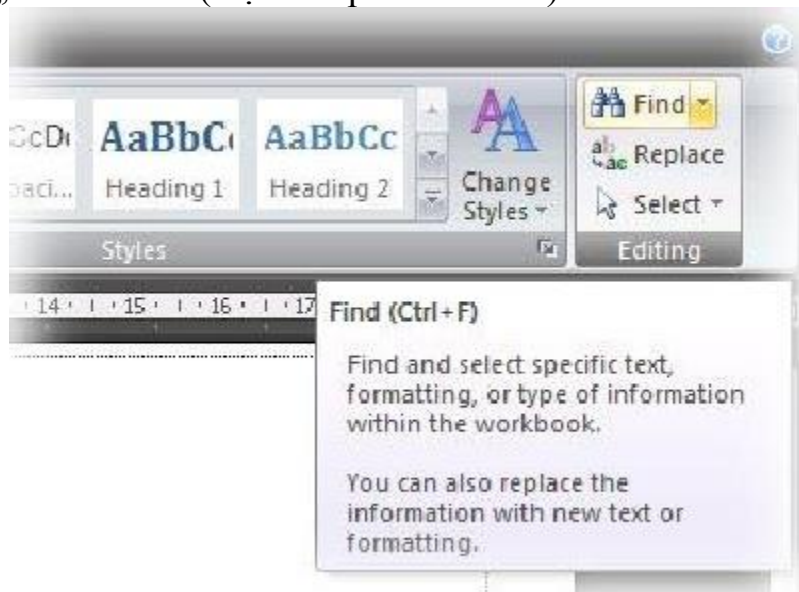 AaBbCc
AaBbCc
Find
Replace
Heading 1
Heading 2
Change
Styles
Select
Styles
Editing
14 15 16 17
Find (Ctrl+F)
Find and select specific text,
formatting, or type of information
within the workbook.
You can also replace the
information with new text or
formatting.